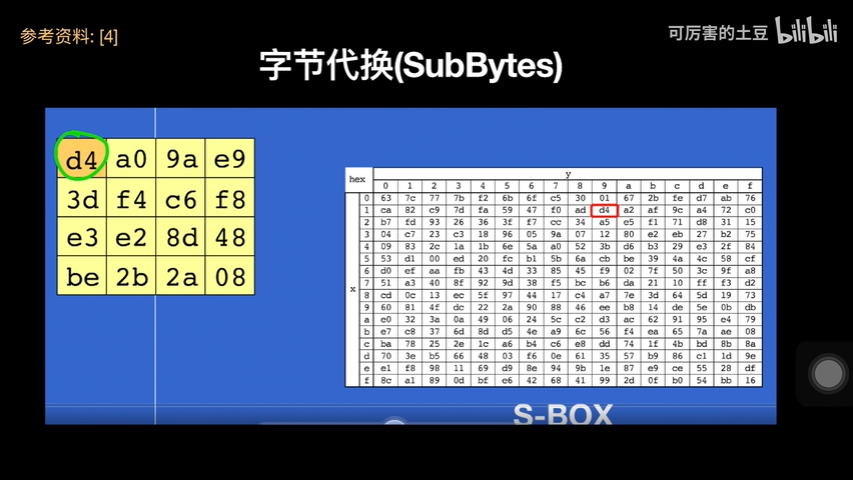 参考资料: [4]
可厉害的土豆 bilibili
字节代换(SubBytes)
d4 a0 9a e9
3d f4 c6 f8
e3 e2 8d 48
be 2b 2a 08
hex y
0 1 2 3 4 5 6 7 8 9 a b c d e f
0 63 7c 77 7b f2 6b 6f c5 30 01 67 2b fe d7 ab 76
1 ca 82 c9 7d fa 59 47 f0 ad d4 a2 af 9c a4 72 c0
2 b7 fd 93 26 36 3f f7 cc 34 a5 e5 f1 71 d8 31 15
3 04 c7 23 c3 18 96 05 9a 07 12 80 e2 eb 27 b2 75
4 09 83 2c 1a 1b 6e 5a a0 52 3b d6 b3 29 e3 2f 84
5 53 d1 00 ed 20 fc b1 5b 6a cb be 39 4a 4c 58 cf
6 d0 ef aa fb 43 4d 33 85 45 f9 02 7f 50 3c 9f a8
7 51 a3 40 8f 92 9d 38 f5 bc b6 da 21 10 ff f3 d2
x 8 cd 0c 13 ec 5f 97 44 17 c4 a7 7e 3d 64 5d 19 73
9 60 81 4f dc 22 2a 90 88 46 ee b8 14 de 5e 0b db
a e0 32 3a 0a 49 06 24 5c c2 d3 ac 62 91 95 e4 79
b e7 c8 37 6d 8d d5 4e a9 6c 56 f4 ea 65 7a ae 08
c ba 78 25 2e 1c a6 b4 c6 e8 dd 74 1f 4b bd 8b 8a
d 70 3e b5 66 48 03 f6 0e 61 35 57 b9 86 c1 1d 9e
e e1 f8 98 11 69 d9 8e 94 9b 1e 87 e9 ce 55 28 df
f 8c a1 89 0d bf e6 42 68 41 99 2d 0f b0 54 bb 16
S-BOX